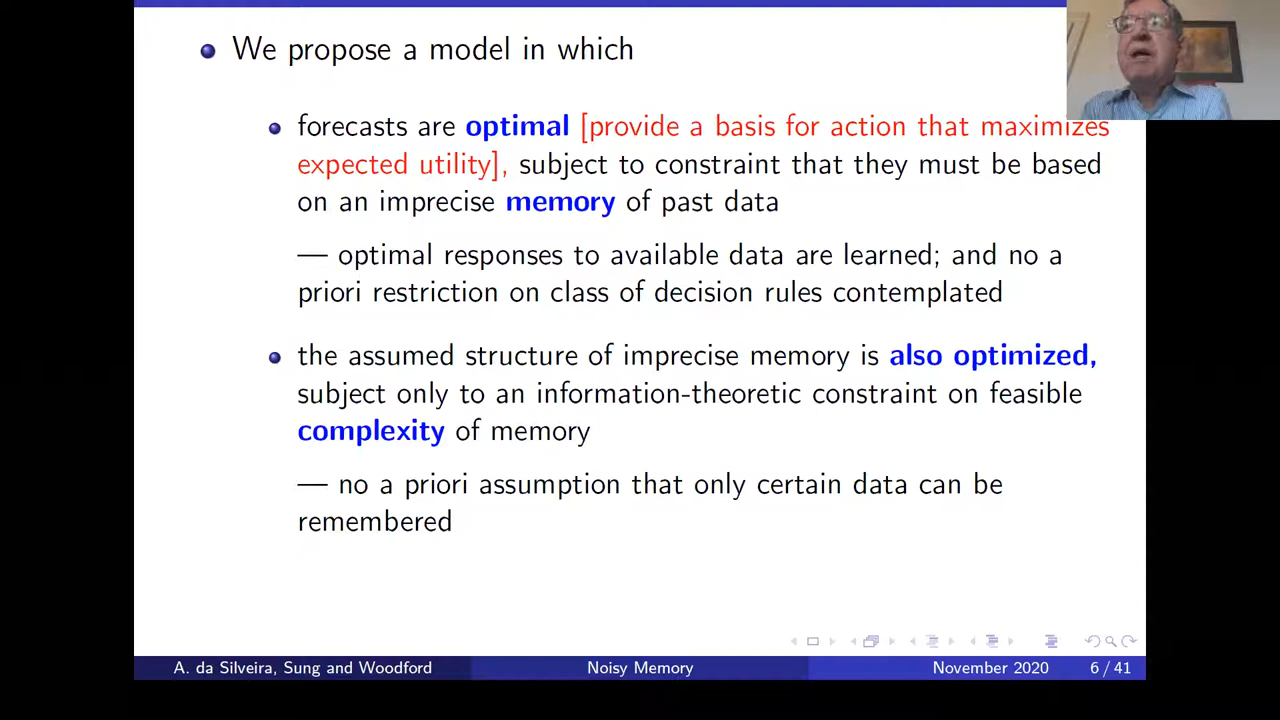 We propose a model in which
forecasts are optimal [provide a basis for action that maximizes
expected utility], subject to constraint that they must be based
on an imprecise memory of past data
— optimal responses to available data are learned; and no a
priori restriction on class of decision rules contemplated
the assumed structure of imprecise memory is also optimized,
subject only to an information-theoretic constraint on feasible
complexity of memory
— no a priori assumption that only certain data can be
remembered
A. da Silveira, Sung and Woodford Noisy Memory November 2020 6 / 41